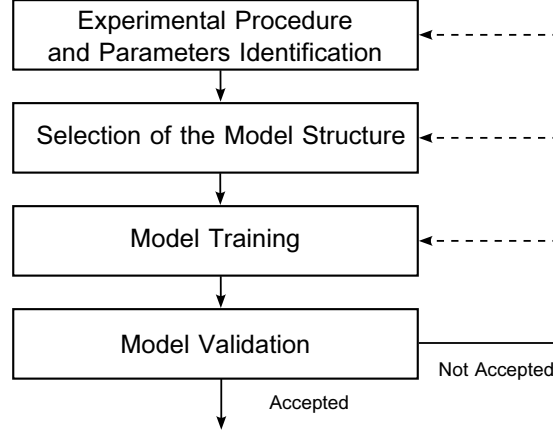 Experimental Procedure
and Parameters Identification
Selection of the Model Structure
Model Training
Model Validation
Not Accepted
Accepted